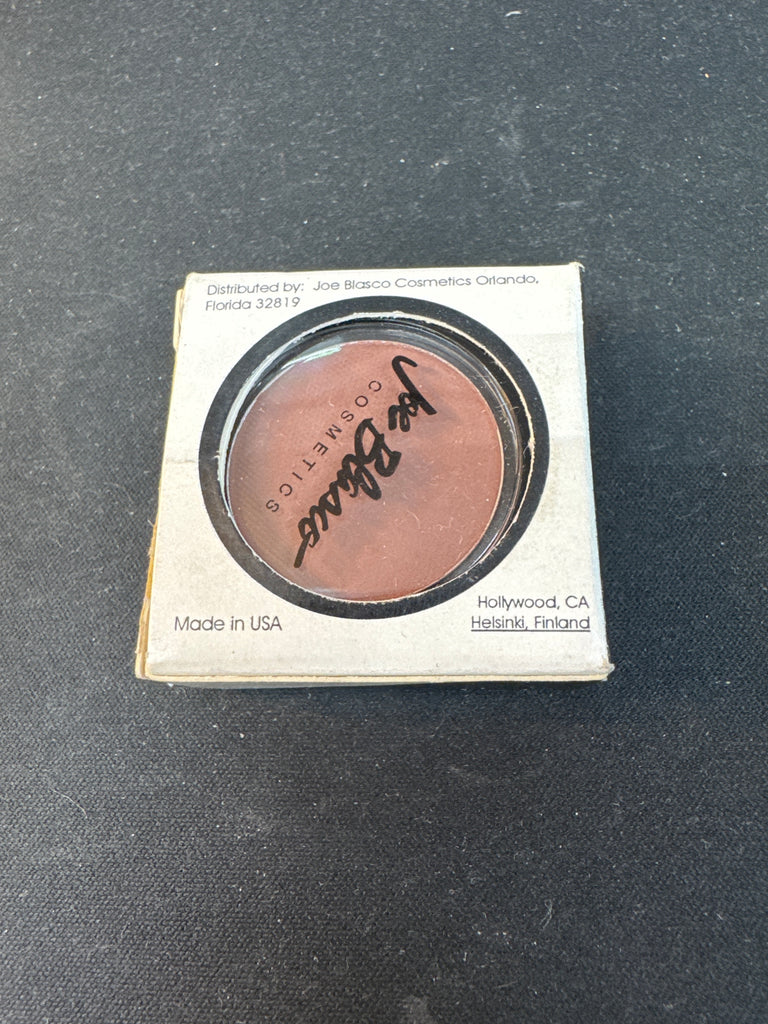 Distributed by: Joe Blasco Cosmetics Orlando,
Florida 32819
Joe Blasco
COSMETICS
Made in USA
Hollywood, CA
Helsinki, Finland